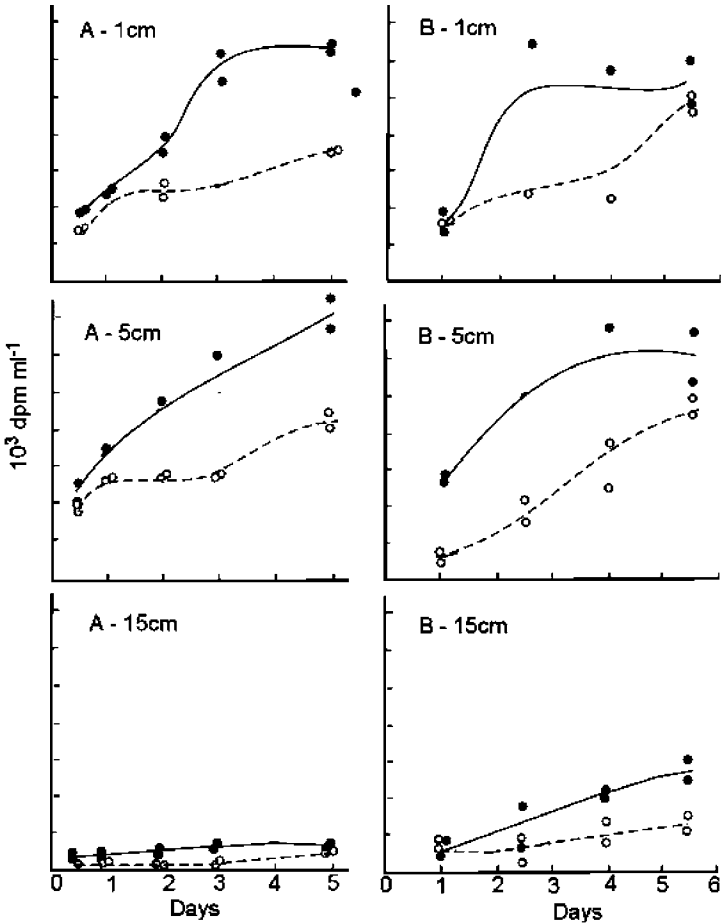 A - 1cm
B - 1cm
A - 5cm
B - 5cm
10³ dpm ml⁻¹
A - 15cm
B - 15cm
0 1 2 3 4 5
0 1 2 3 4 5 6
Days
Days